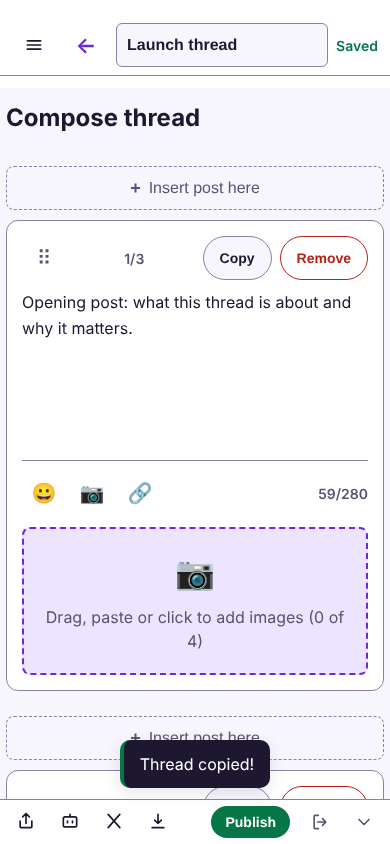 Launch thread
Saved
Compose thread
+ Insert post here
1/3
Copy
Remove
Opening post: what this thread is about and
why it matters.
59/280
Drag, paste or click to add images (0 of
4)
+ Insert post here
Thread copied!
Publish